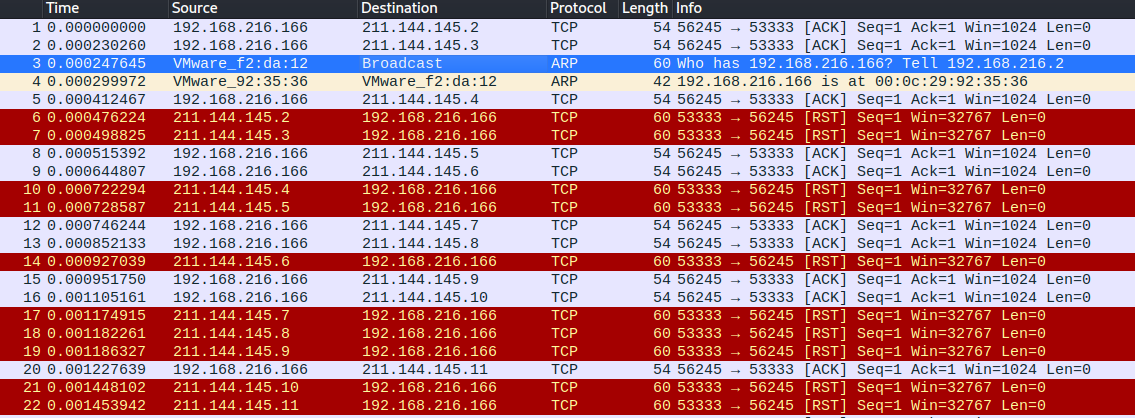 Time Source Destination Protocol Length Info
1 0.000000000 192.168.216.166 211.144.145.2 TCP 54 56245 → 53333 [ACK] Seq=1 Ack=1 Win=1024 Len=0
2 0.000230260 192.168.216.166 211.144.145.3 TCP 54 56245 → 53333 [ACK] Seq=1 Ack=1 Win=1024 Len=0
3 0.000247645 VMware_f2:da:12 Broadcast ARP 60 Who has 192.168.216.166? Tell 192.168.216.2
4 0.000299972 VMware_92:35:36 VMware_f2:da:12 ARP 42 192.168.216.166 is at 00:0c:29:92:35:36
5 0.000412467 192.168.216.166 211.144.145.4 TCP 54 56245 → 53333 [ACK] Seq=1 Ack=1 Win=1024 Len=0
6 0.000476224 211.144.145.2 192.168.216.166 TCP 60 53333 → 56245 [RST] Seq=1 Win=32767 Len=0
7 0.000498825 211.144.145.3 192.168.216.166 TCP 60 53333 → 56245 [RST] Seq=1 Win=32767 Len=0
8 0.000515392 192.168.216.166 211.144.145.5 TCP 54 56245 → 53333 [ACK] Seq=1 Ack=1 Win=1024 Len=0
9 0.000644807 192.168.216.166 211.144.145.6 TCP 54 56245 → 53333 [ACK] Seq=1 Ack=1 Win=1024 Len=0
10 0.000722294 211.144.145.4 192.168.216.166 TCP 60 53333 → 56245 [RST] Seq=1 Win=32767 Len=0
11 0.000728587 211.144.145.5 192.168.216.166 TCP 60 53333 → 56245 [RST] Seq=1 Win=32767 Len=0
12 0.000746244 192.168.216.166 211.144.145.7 TCP 54 56245 → 53333 [ACK] Seq=1 Ack=1 Win=1024 Len=0
13 0.000852133 192.168.216.166 211.144.145.8 TCP 54 56245 → 53333 [ACK] Seq=1 Ack=1 Win=1024 Len=0
14 0.000927039 211.144.145.6 192.168.216.166 TCP 60 53333 → 56245 [RST] Seq=1 Win=32767 Len=0
15 0.000951750 192.168.216.166 211.144.145.9 TCP 54 56245 → 53333 [ACK] Seq=1 Ack=1 Win=1024 Len=0
16 0.001105161 192.168.216.166 211.144.145.10 TCP 54 56245 → 53333 [ACK] Seq=1 Ack=1 Win=1024 Len=0
17 0.001174915 211.144.145.7 192.168.216.166 TCP 60 53333 → 56245 [RST] Seq=1 Win=32767 Len=0
18 0.001182261 211.144.145.8 192.168.216.166 TCP 60 53333 → 56245 [RST] Seq=1 Win=32767 Len=0
19 0.001186327 211.144.145.9 192.168.216.166 TCP 60 53333 → 56245 [RST] Seq=1 Win=32767 Len=0
20 0.001227639 192.168.216.166 211.144.145.11 TCP 54 56245 → 53333 [ACK] Seq=1 Ack=1 Win=1024 Len=0
21 0.001448102 211.144.145.10 192.168.216.166 TCP 60 53333 → 56245 [RST] Seq=1 Win=32767 Len=0
22 0.001453942 211.144.145.11 192.168.216.166 TCP 60 53333 → 56245 [RST] Seq=1 Win=32767 Len=0